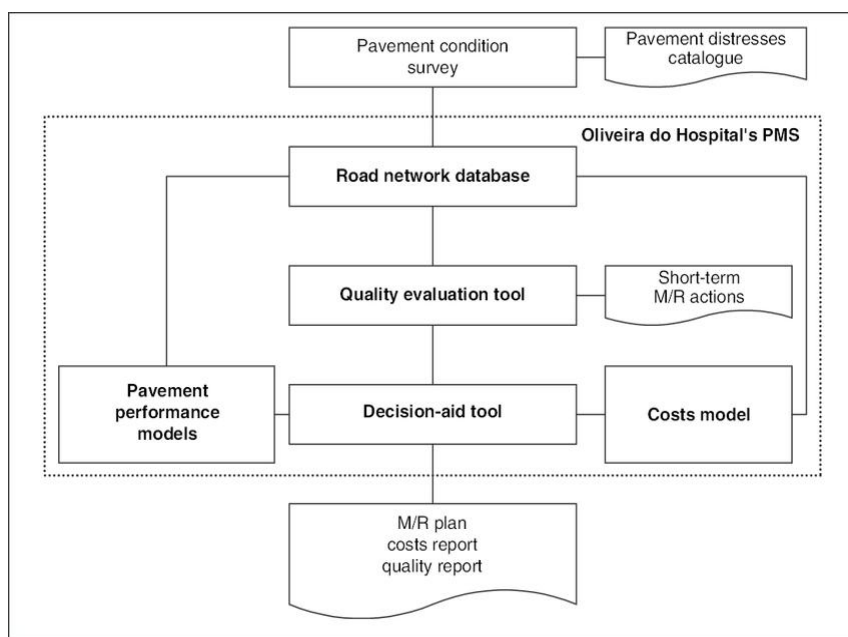 Pavement condition
survey
Pavement distresses
catalogue
Oliveira do Hospital's PMS
Road network database
Quality evaluation tool
Short-term
M/R actions
Pavement
performance
models
Decision-aid tool
Costs model
M/R plan
costs report
quality report